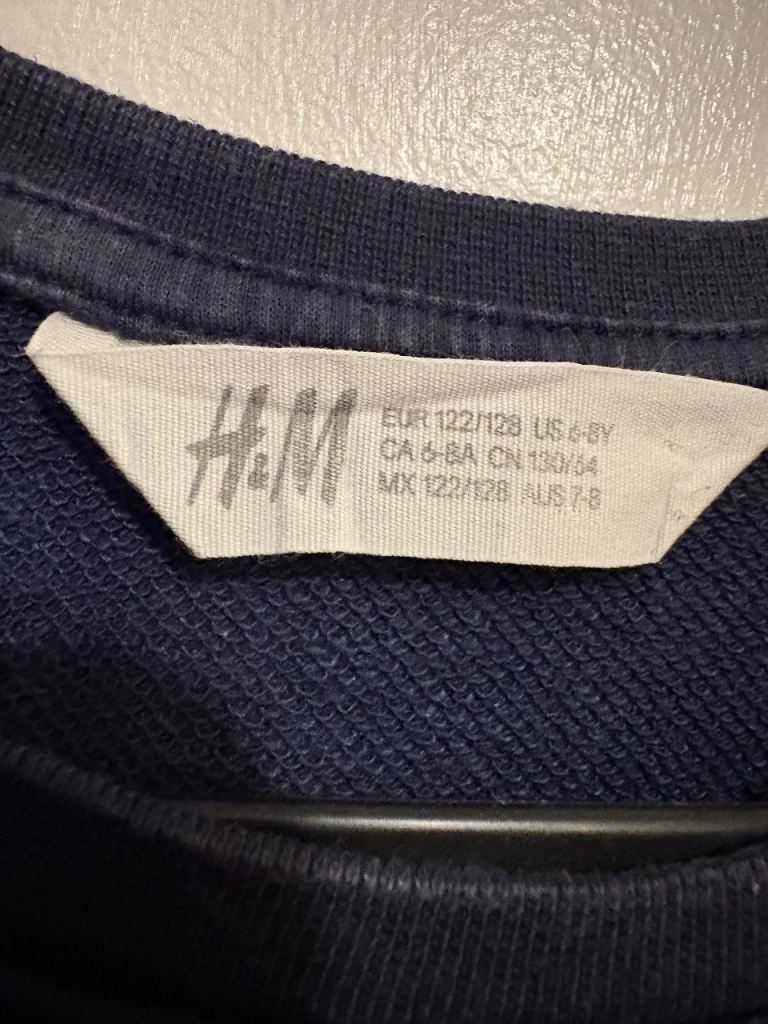 H&M
EUR 122/128 US 6-8Y
CA 6-8A CN 130/64
MX 122/128 AUS 7-8